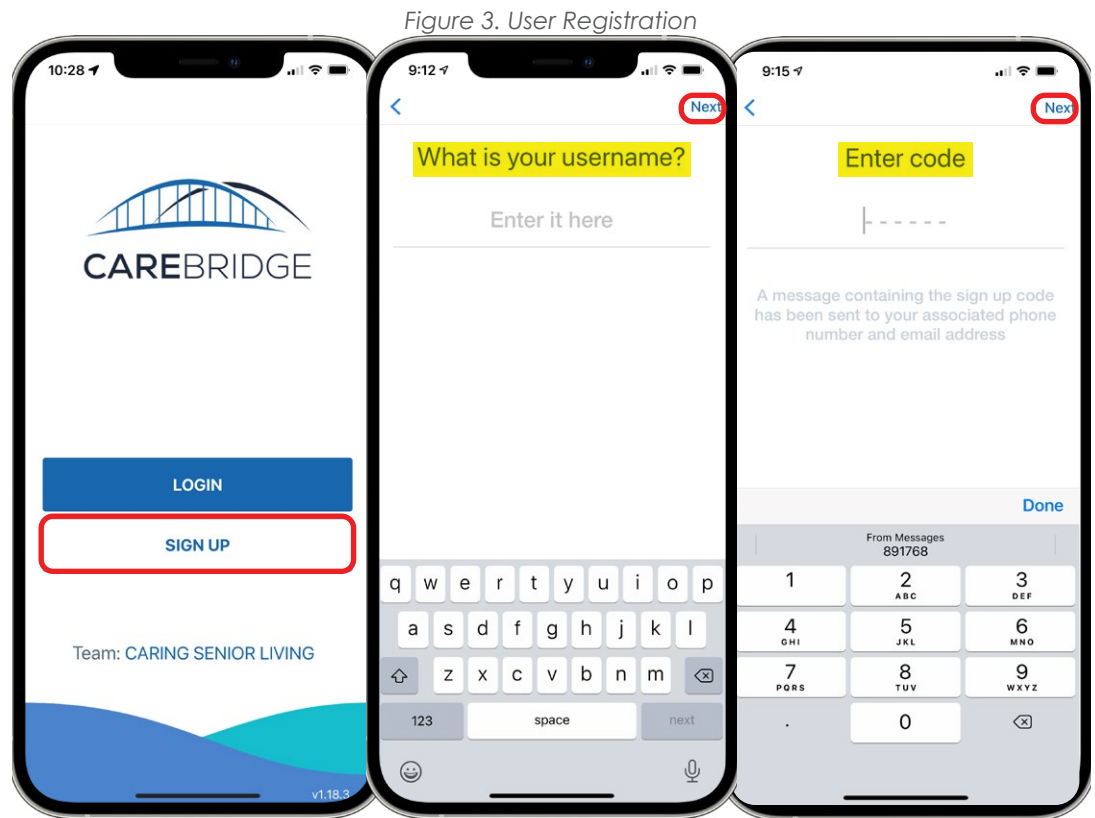 Figure 3. User Registration
10:28
CAREBRIDGE
LOGIN
SIGN UP
Team: CARING SENIOR LIVING
v1.18.3
9:12
Next
What is your username?
Enter it here
q w e r t y u i o p
a s d f g h j k l
z x c v b n m
123 space next
9:15
Next
Enter code
|- - - - - -
A message containing the sign up code
has been sent to your associated phone
number and email address
Done
From Messages
891768
1 2 3
ABC DEF
4 5 6
GHI JKL MNO
7 8 9
PQRS TUV WXYZ
. 0